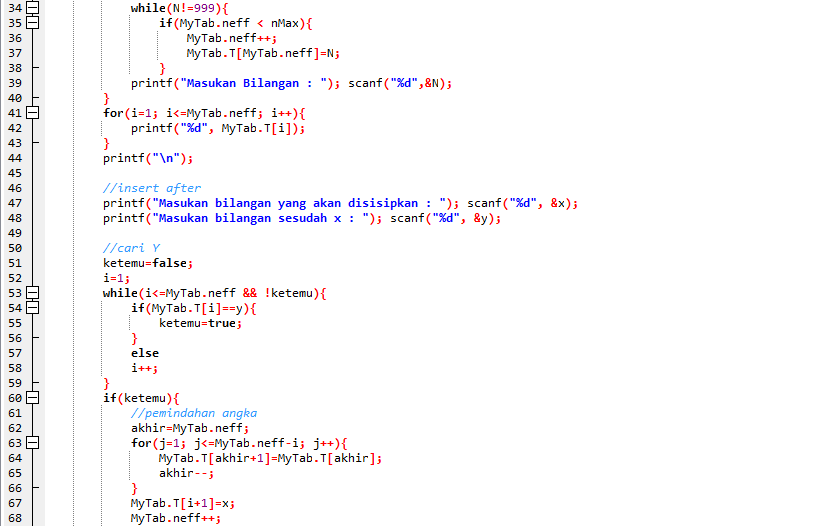 34 while(N!=999){
35 if(MyTab.neff < nMax){
36 MyTab.neff++;
37 MyTab.T[MyTab.neff]=N;
38 }
39 printf("Masukan Bilangan : "); scanf("%d",&N);
40 }
41 for(i=1; i<=MyTab.neff; i++){
42 printf("%d", MyTab.T[i]);
43 }
44 printf("\n");
45
46 //insert after
47 printf("Masukan bilangan yang akan disisipkan : "); scanf("%d", &x);
48 printf("Masukan bilangan sesudah x : "); scanf("%d", &y);
49
50 //cari Y
51 ketemu=false;
52 i=1;
53 while(i<=MyTab.neff && !ketemu){
54 if(MyTab.T[i]==y){
55 ketemu=true;
56 }
57 else
58 i++;
59 }
60 if(ketemu){
61 //pemindahan angka
62 akhir=MyTab.neff;
63 for(j=1; j<=MyTab.neff-i; j++){
64 MyTab.T[akhir+1]=MyTab.T[akhir];
65 akhir--;
66 }
67 MyTab.T[i+1]=x;
68 MyTab.neff++;